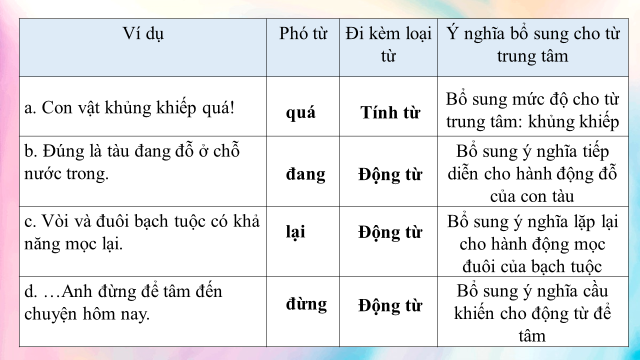 Ví dụ
Phó từ
Đi kèm loại
từ
Ý nghĩa bổ sung cho từ
trung tâm
a. Con vật khủng khiếp quá!
quá
Tính từ
Bổ sung mức độ cho từ
trung tâm: khủng khiếp
b. Đúng là tàu đang đỗ ở chỗ
nước trong.
đang
Động từ
Bổ sung ý nghĩa tiếp
diễn cho hành động đỗ
của con tàu
c. Vòi và đuôi bạch tuộc có khả
năng mọc lại.
lại
Động từ
Bổ sung ý nghĩa lặp lại
cho hành động mọc
đuôi của bạch tuộc
d. …Anh đừng để tâm đến
chuyện hôm nay.
đừng
Động từ
Bổ sung ý nghĩa cầu
khiến cho động từ để
tâm